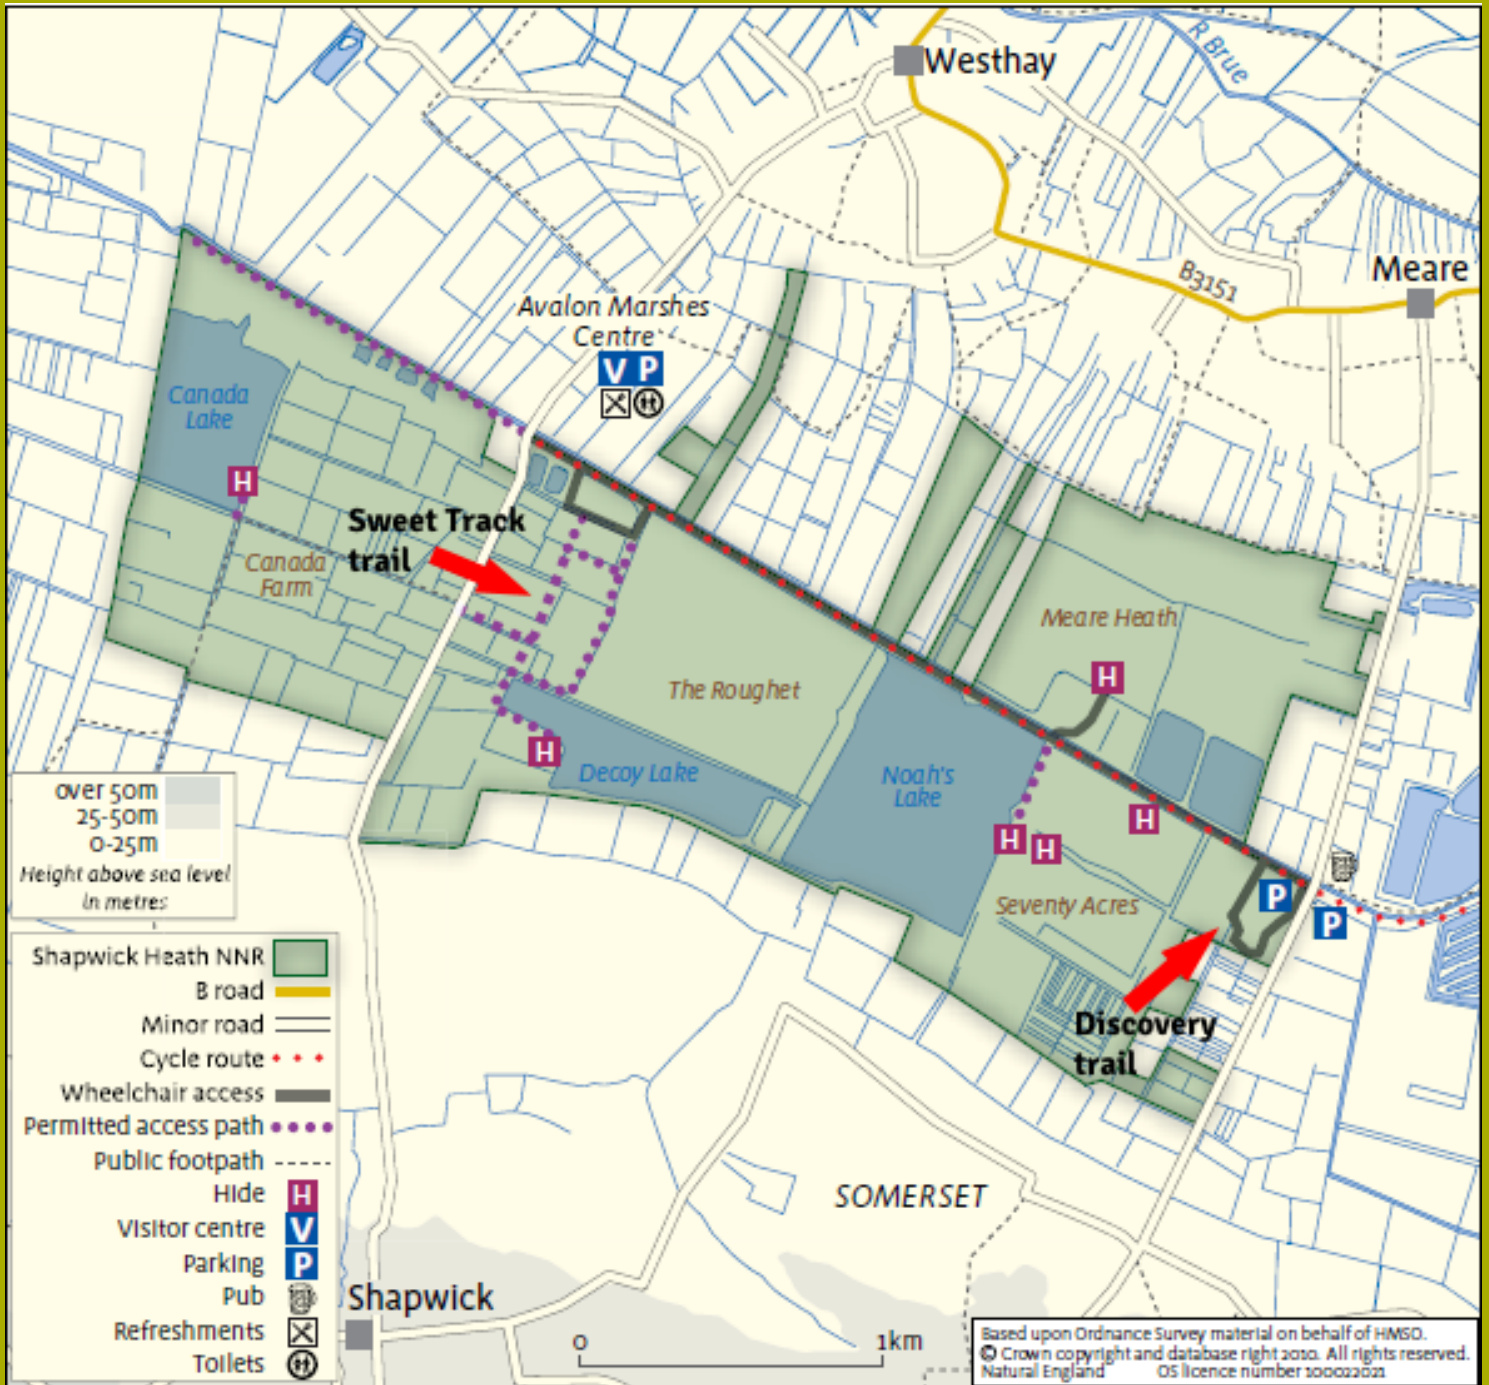 Westhay
R Brue
Meare
B3151
Avalon Marshes
Centre
V P
Canada
Lake
H
Sweet Track
trail
Canada
Farm
Meare Heath
H
The Roughet
H
Decoy Lake
Noah's
Lake
H
H H
Seventy Acres
P
P
Discovery
trail
over 50m
25-50m
0-25m
Height above sea level
in metres
Shapwick Heath NNR
B road
Minor road
Cycle route
Wheelchair access
Permitted access path
Public footpath
Hide H
Visitor centre V
Parking P
Pub
Refreshments
Toilets
Shapwick
SOMERSET
0 1km
Based upon Ordnance Survey material on behalf of HMSO.
© Crown copyright and database right 2010. All rights reserved.
Natural England OS licence number 100022021